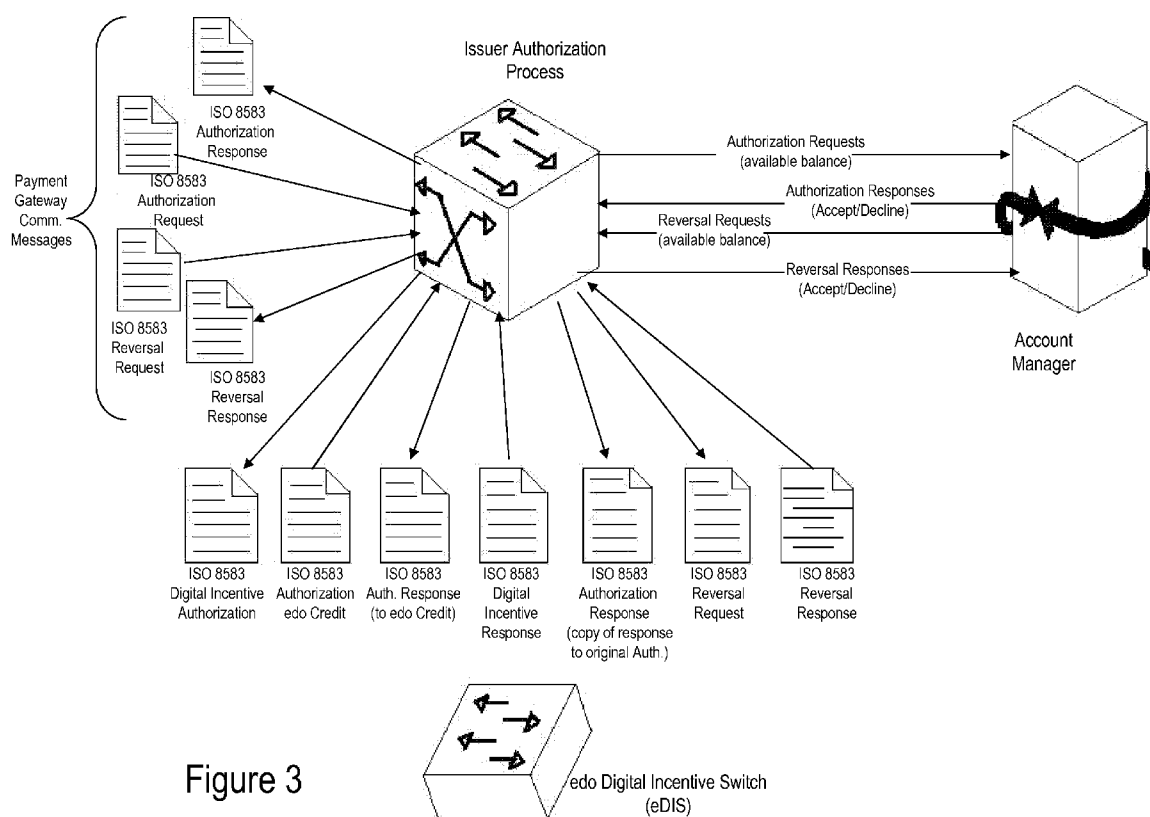 Issuer Authorization
Process
ISO 8583
Authorization
Response
ISO 8583
Authorization
Request
Payment
Gateway
Comm.
Messages
ISO 8583
Reversal
Request
ISO 8583
Reversal
Response
Authorization Requests
(available balance)
Authorization Responses
(Accept/Decline)
Reversal Requests
(available balance)
Reversal Responses
(Accept/Decline)
Account
Manager
ISO 8583
Digital Incentive
Authorization
ISO 8583
Authorization
edo Credit
ISO 8583
Auth. Response
(to edo Credit)
ISO 8583
Digital
Incentive
Response
ISO 8583
Authorization
Response
(copy of response
to original Auth.)
ISO 8583
Reversal
Request
ISO 8583
Reversal
Response
Figure 3
edo Digital Incentive Switch
(eDIS)